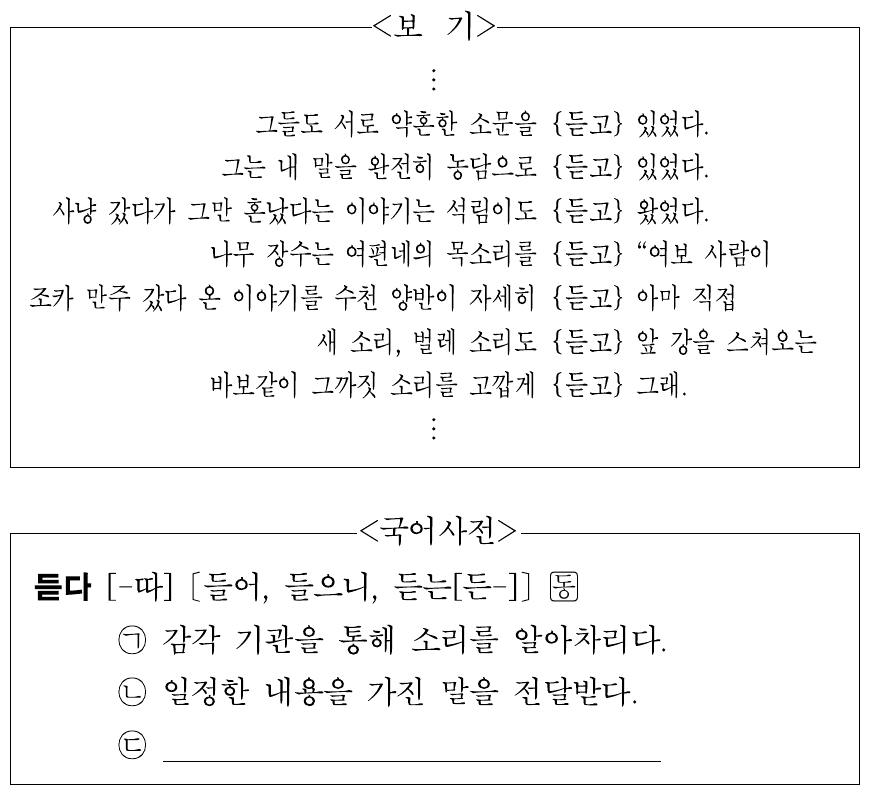 <보 기>
⋮
그들도 서로 약혼한 소문을 {듣고} 있었다.
그는 내 말을 완전히 농담으로 {듣고} 있었다.
사냥 갔다가 그만 혼났다는 이야기는 석림이도 {듣고} 왔었다.
나무 장수는 여편네의 목소리를 {듣고} “여보 사람이
조카 만주 갔다 온 이야기를 수천 양반이 자세히 {듣고} 아마 직접
새 소리, 벌레 소리도 {듣고} 앞 강을 스쳐오는
바보같이 그까짓 소리를 고깝게 {듣고} 그래.
⋮
<국어사전>
듣다 [-따] 〔들어, 들으니, 듣는[든-]〕 동
㉠ 감각 기관을 통해 소리를 알아차리다.
㉡ 일정한 내용을 가진 말을 전달받다.
㉢